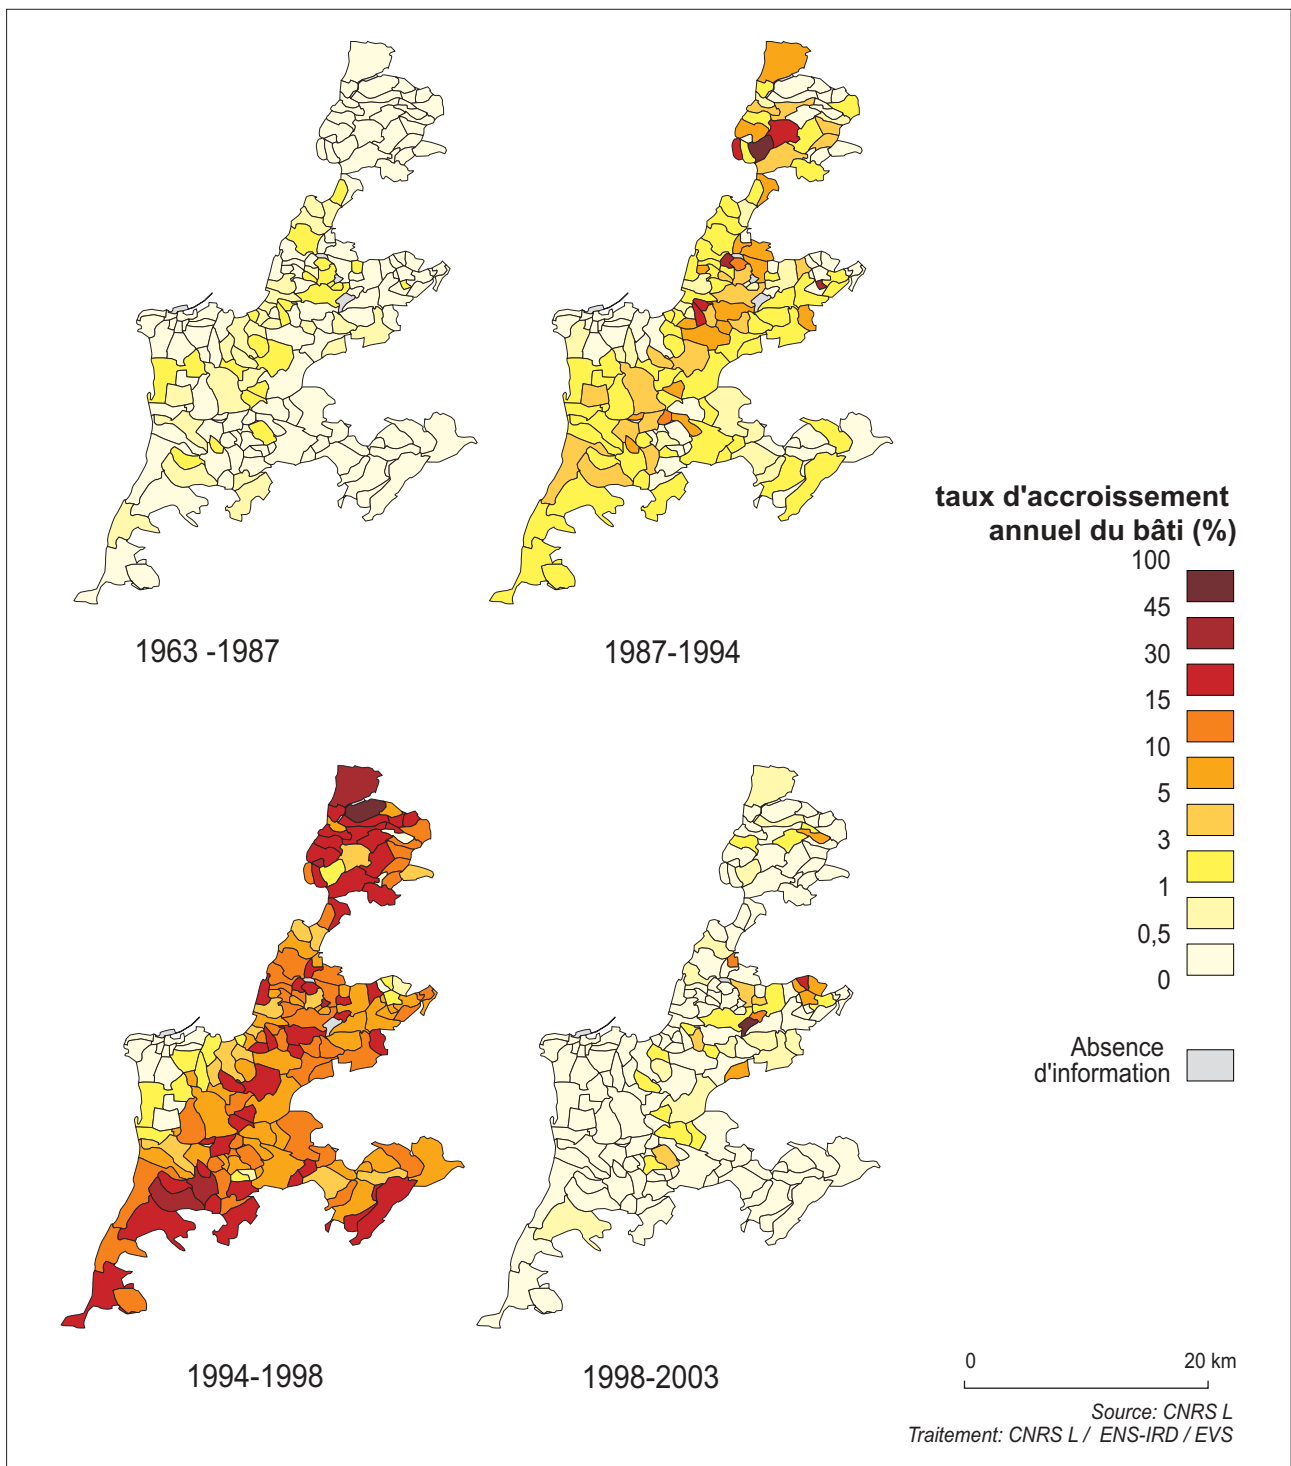 1963 -1987
1987-1994
taux d'accroissement
annuel du bâti (%)
100
45
30
15
10
5
3
1
0,5
0
Absence
d'information
1994-1998
1998-2003
0 20 km
Source: CNRS L
Traitement: CNRS L / ENS-IRD / EVS